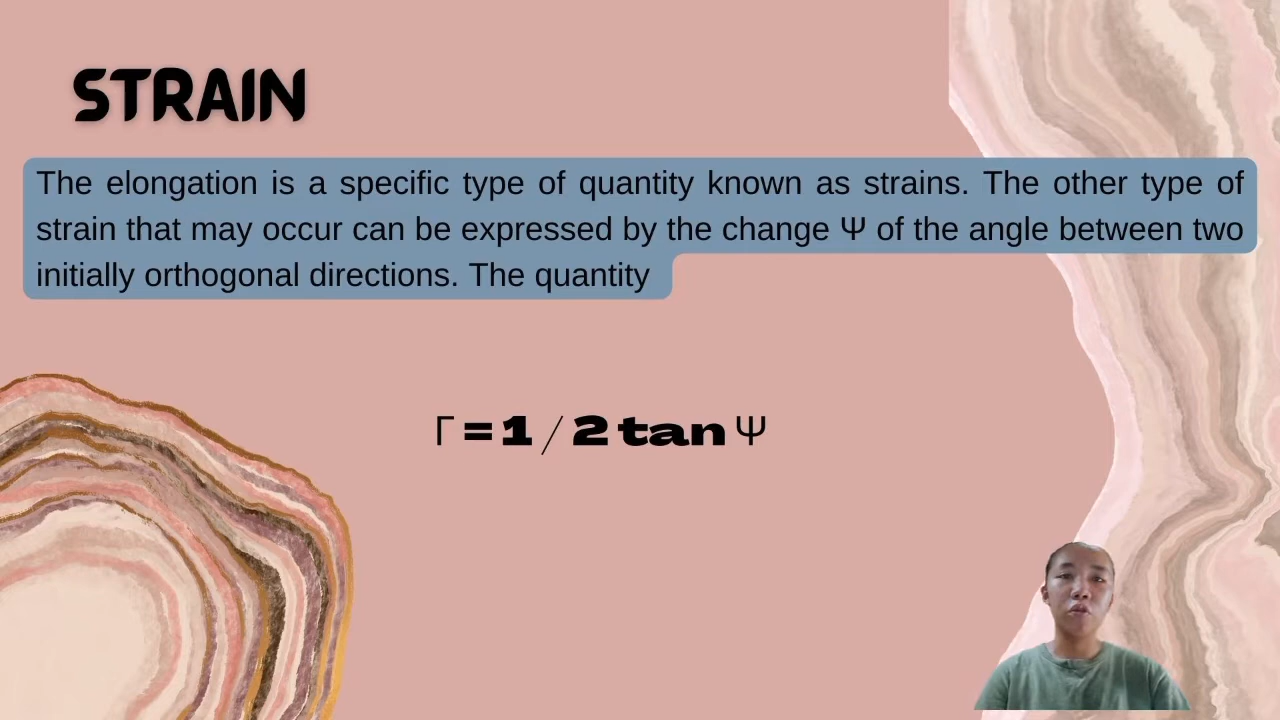 STRAIN
The elongation is a specific type of quantity known as strains. The other type of
strain that may occur can be expressed by the change Ψ of the angle between two
initially orthogonal directions. The quantity
Γ = 1 / 2 tan Ψ